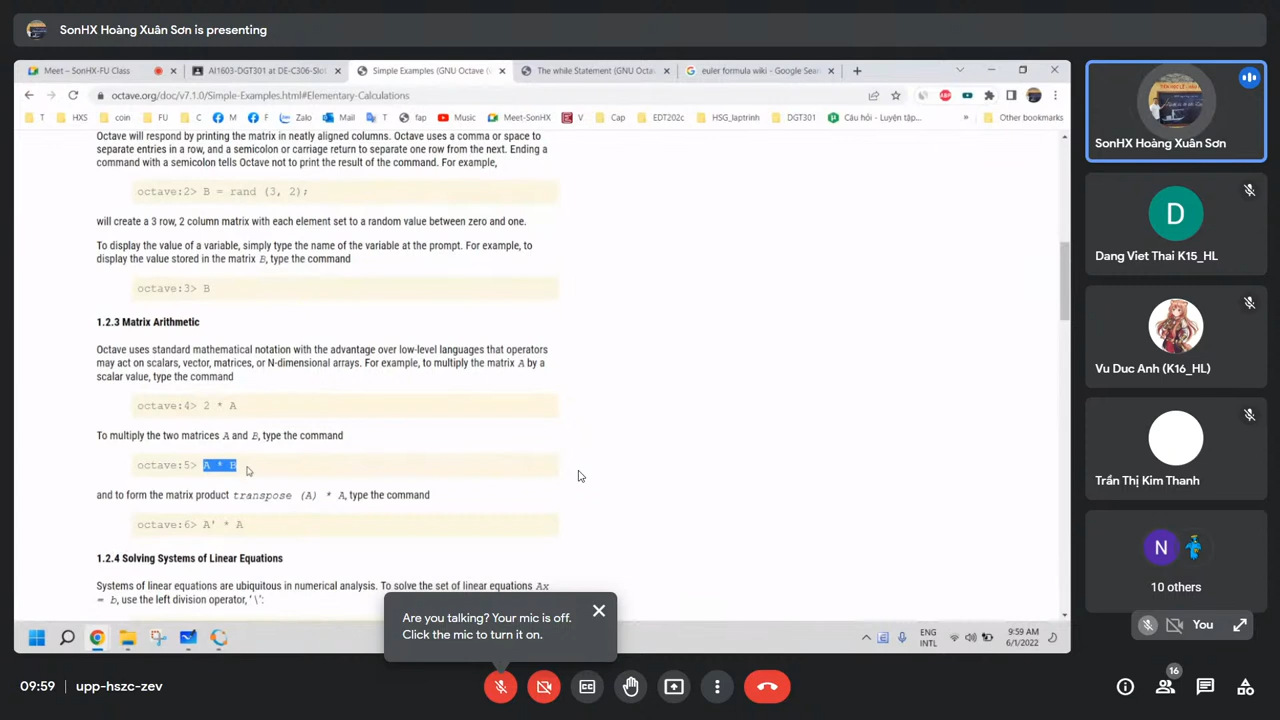 SonHX Hoàng Xuân Sơn is presenting
Meet – SonHX-FU Class
AI1603-DGT301 at DE-C306-Slot
Simple Examples (GNU Octave (v
The while Statement (GNU Octav
euler formula wiki - Google Searc
octave.org/doc/v7.1.0/Simple-Examples.html#Elementary-Calculations
T
HXS
coin
FU
C
M
F
Zalo
Mail
T
fap
Music
Meet-SonHX
V
Cap
EDT202c
HSG_laptrinh
DGT301
Câu hỏi - Luyện tập...
»
Other bookmarks
Octave will respond by printing the matrix in neatly aligned columns. Octave uses a comma or space to
separate entries in a row, and a semicolon or carriage return to separate one row from the next. Ending a
command with a semicolon tells Octave not to print the result of the command. For example,
octave:2> B = rand (3, 2);
will create a 3 row, 2 column matrix with each element set to a random value between zero and one.
To display the value of a variable, simply type the name of the variable at the prompt. For example, to
display the value stored in the matrix B, type the command
octave:3> B
1.2.3 Matrix Arithmetic
Octave uses standard mathematical notation with the advantage over low-level languages that operators
may act on scalars, vector, matrices, or N-dimensional arrays. For example, to multiply the matrix A by a
scalar value, type the command
octave:4> 2 * A
To multiply the two matrices A and B, type the command
octave:5> A * B
and to form the matrix product transpose (A) * A, type the command
octave:6> A' * A
1.2.4 Solving Systems of Linear Equations
Systems of linear equations are ubiquitous in numerical analysis. To solve the set of linear equations Ax
= b, use the left division operator, '\':
Are you talking? Your mic is off.
Click the mic to turn it on.
ENG
INTL
9:59 AM
6/1/2022
SonHX Hoàng Xuân Sơn
D
Dang Viet Thai K15_HL
Vu Duc Anh (K16_HL)
Trần Thị Kim Thanh
N
10 others
You
09:59 | upp-hszc-zev
16